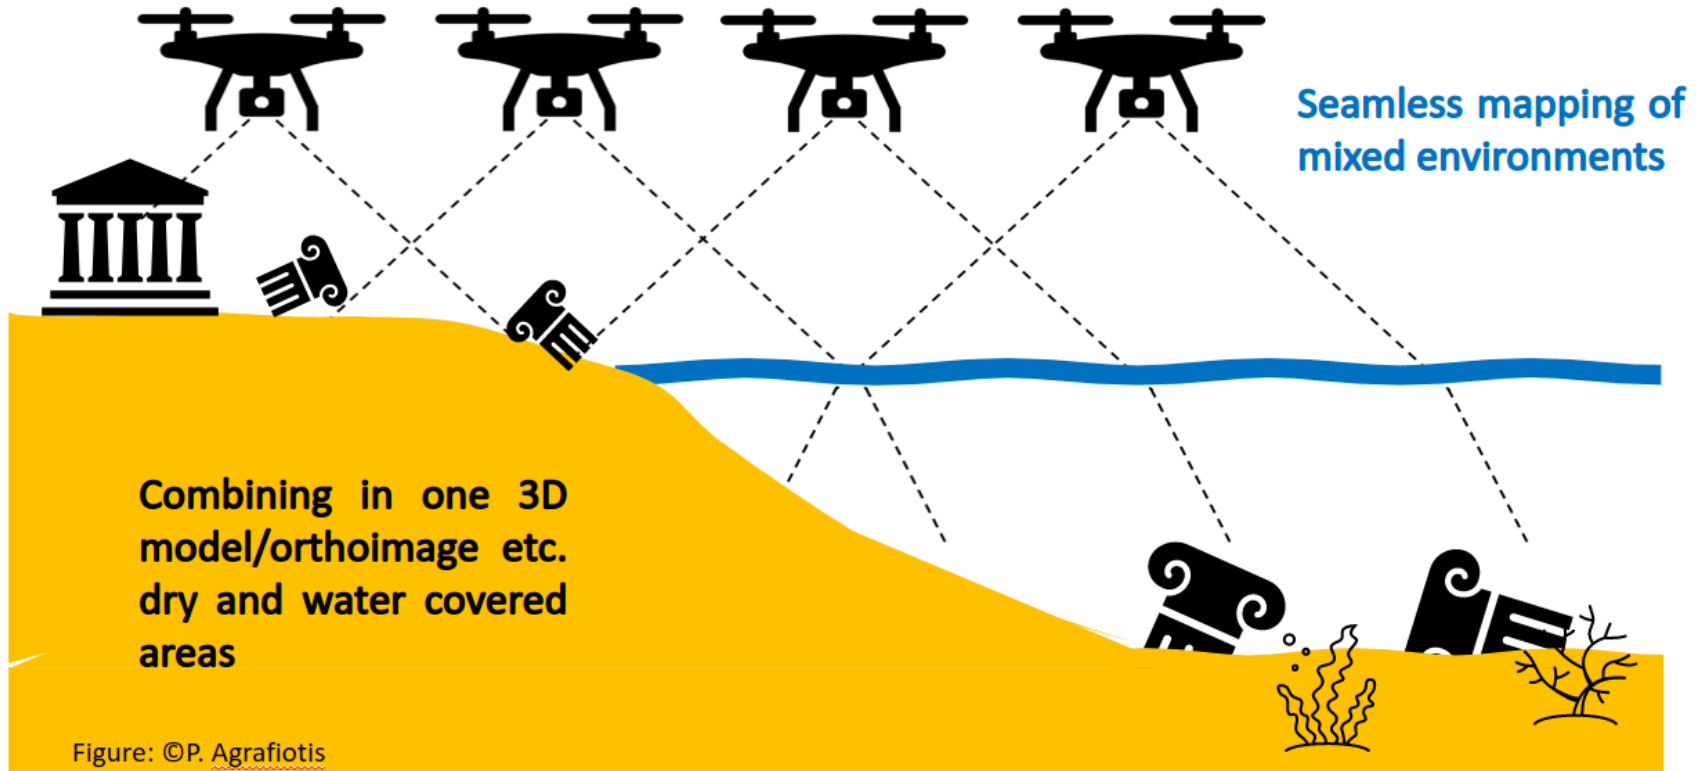 Seamless mapping of
mixed environments
Combining in one 3D
model/orthoimage etc.
dry and water covered
areas
Figure: ©P. Agrafiotis